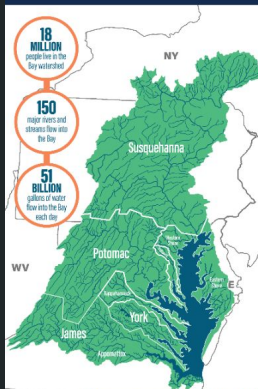 18
MILLION
people live in the
Bay watershed
150
major rivers and
streams flow into
the Bay
51
BILLION
gallons of water
flow into the Bay
each day
NY
Susquehanna
WV
Potomac
Western
Shore
Eastern
Shore
Rappahannock
York
James
Appomattox